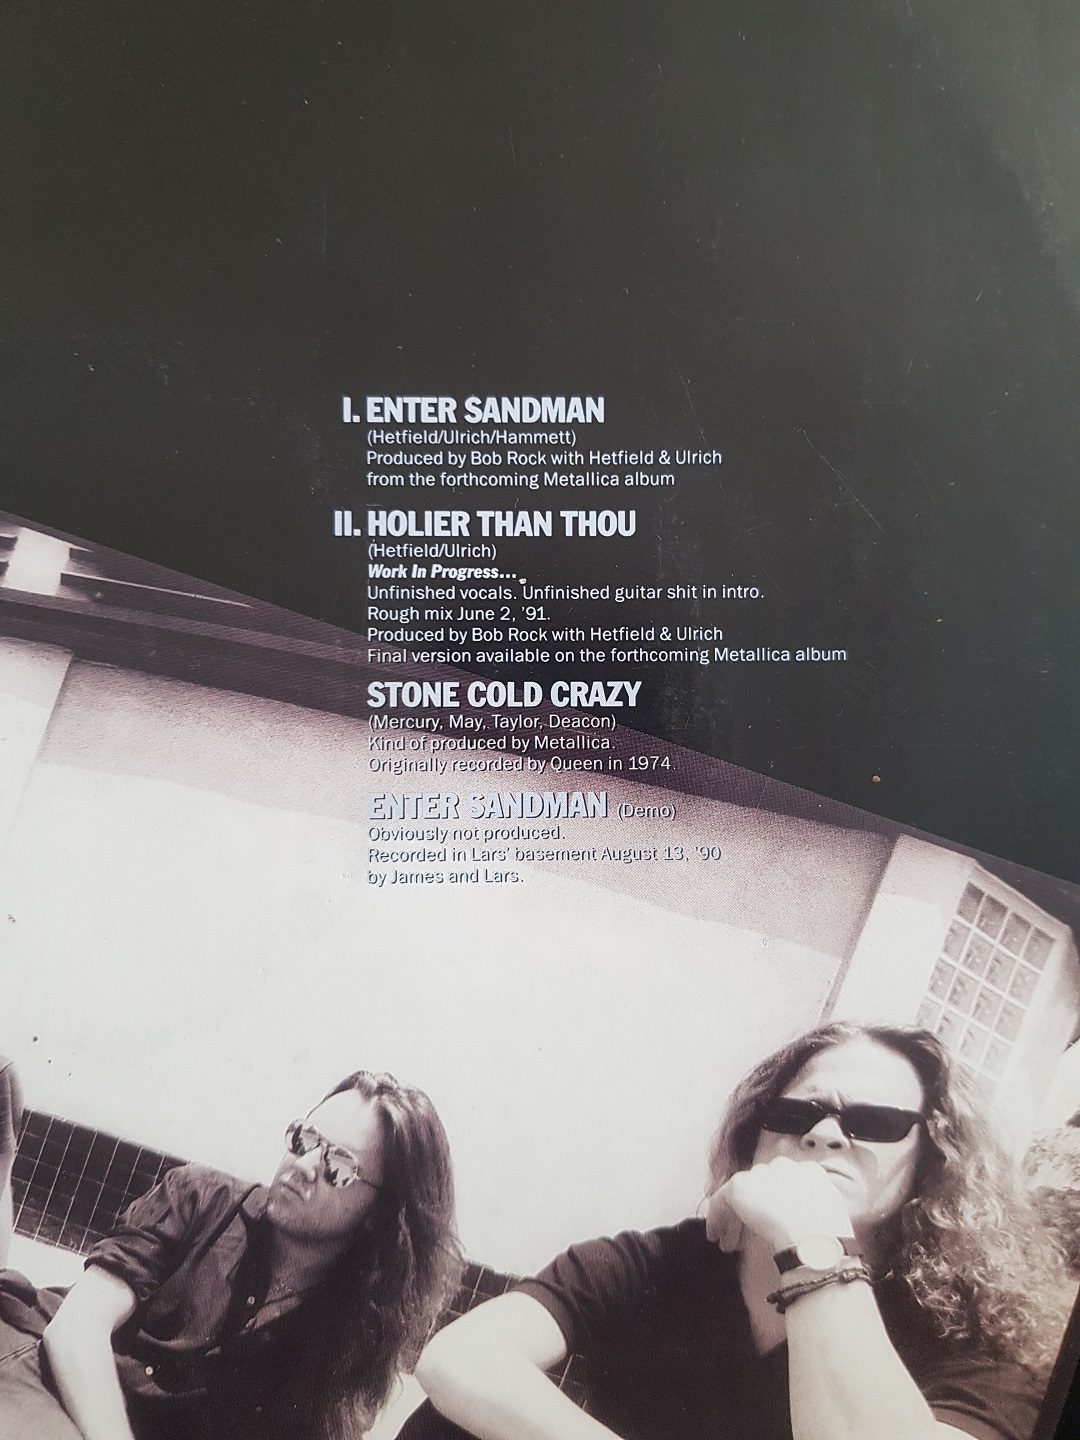 I. ENTER SANDMAN
(Hetfield/Ulrich/Hammett)
Produced by Bob Rock with Hetfield & Ulrich
from the forthcoming Metallica album
II. HOLIER THAN THOU
(Hetfield/Ulrich)
Work In Progress...
Unfinished vocals. Unfinished guitar shit in intro.
Rough mix June 2, '91.
Produced by Bob Rock with Hetfield & Ulrich
Final version available on the forthcoming Metallica album
STONE COLD CRAZY
(Mercury, May, Taylor, Deacon)
Kind of produced by Metallica.
Originally recorded by Queen in 1974.
ENTER SANDMAN (Demo)
Obviously not produced.
Recorded in Lars' basement August 13, '90
by James and Lars.